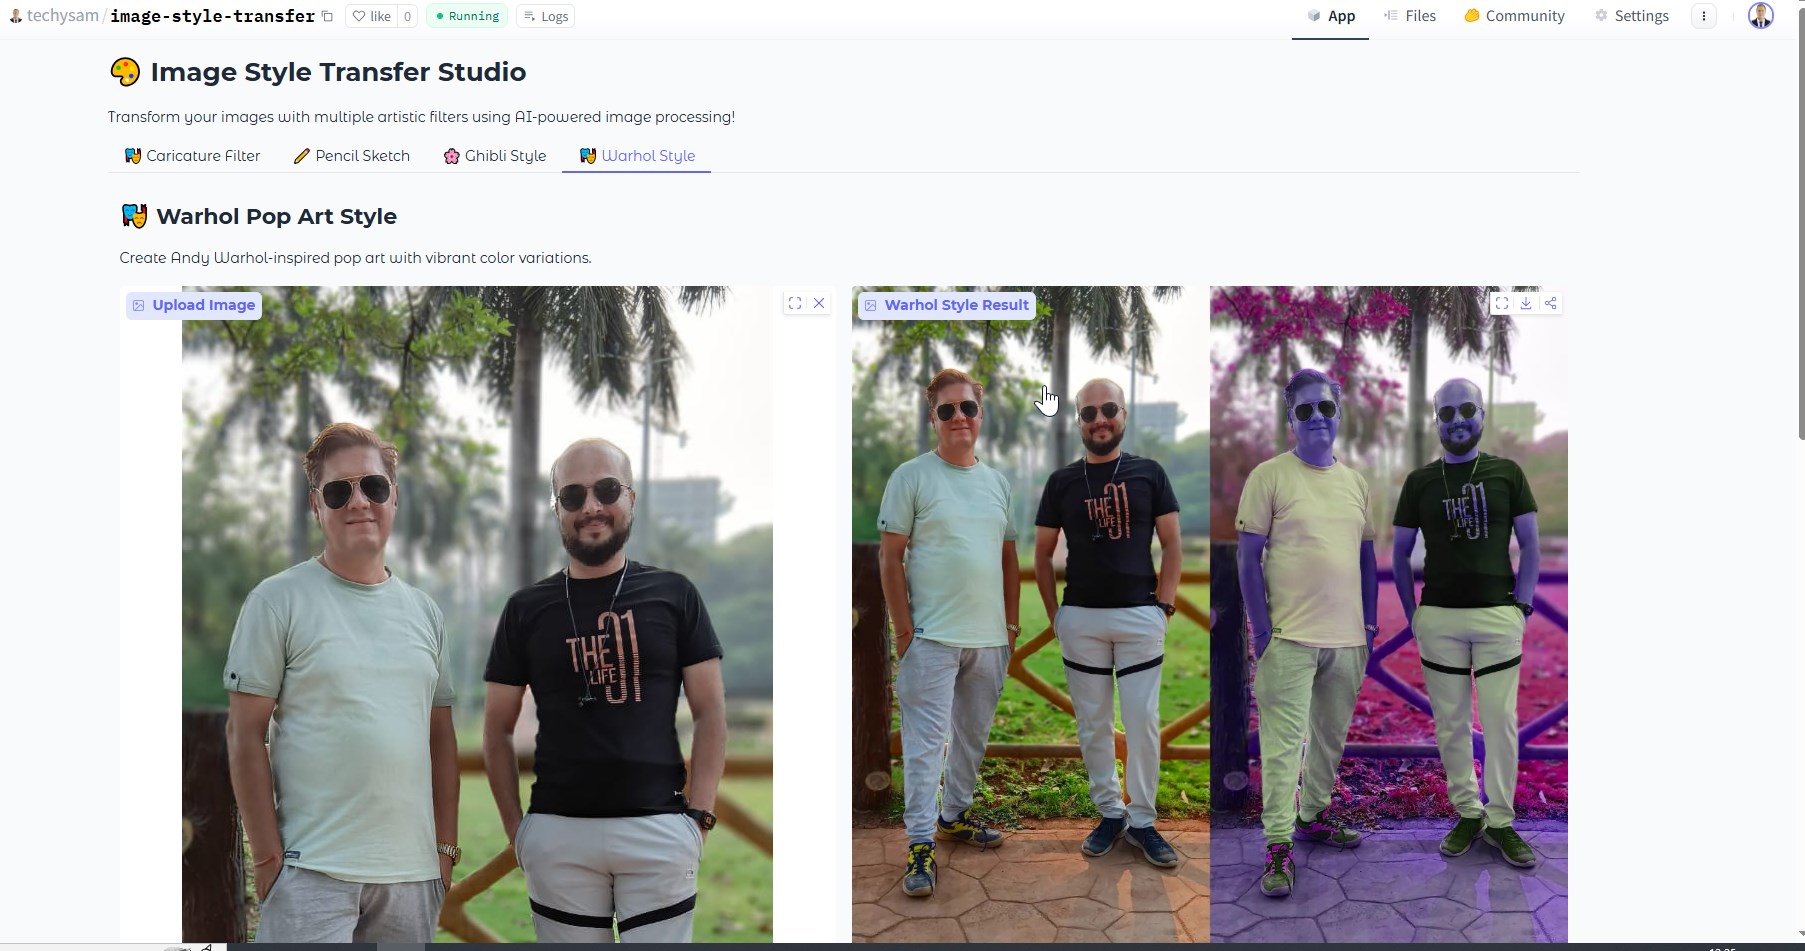 techysam/image-style-transfer like 0 Running Logs App Files Community Settings
Image Style Transfer Studio
Transform your images with multiple artistic filters using AI-powered image processing!
Caricature Filter Pencil Sketch Ghibli Style Warhol Style
Warhol Pop Art Style
Create Andy Warhol-inspired pop art with vibrant color variations.
Upload Image Warhol Style Result
THE 31
LIFE
THE 31
LIFE
THE 31
LIFE